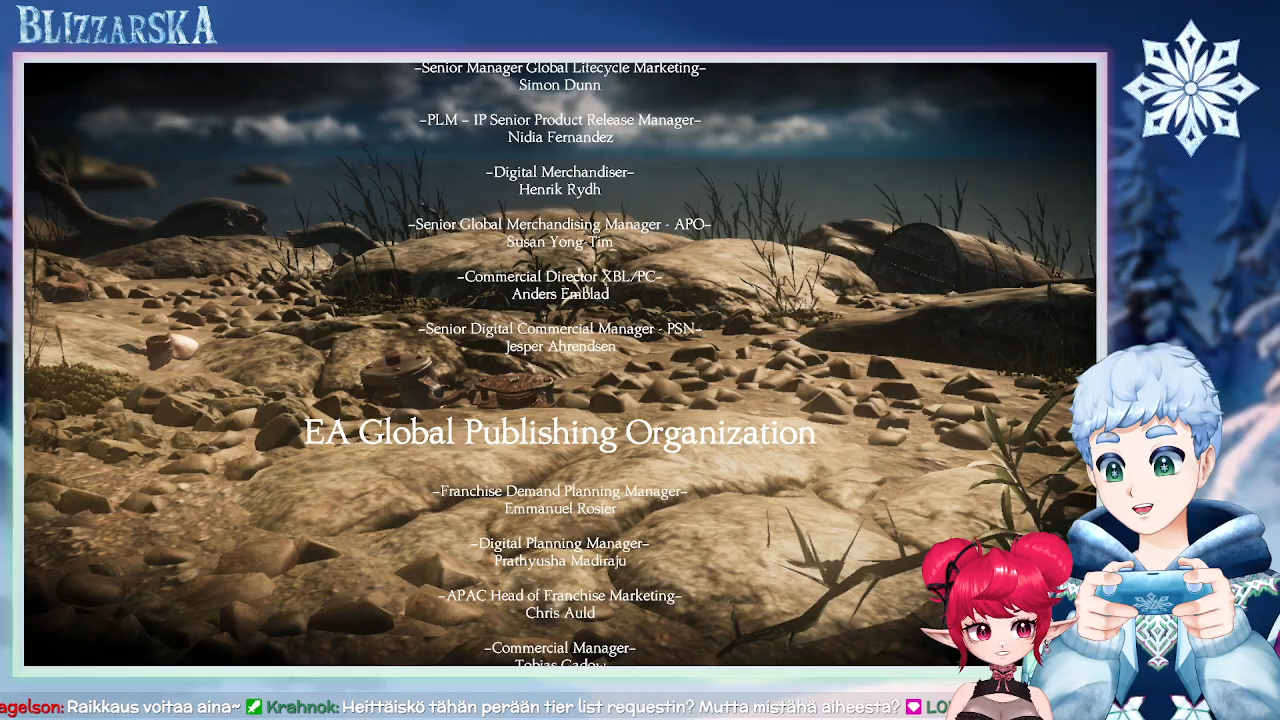 BLIZZARSKA
-Senior Manager Global Lifecycle Marketing-
Simon Dunn
-PLM – IP Senior Product Release Manager-
Nidia Fernandez
-Digital Merchandiser-
Henrik Rydh
-Senior Global Merchandising Manager - APO-
Susan Yong-Tim
-Commercial Director XBL/PC-
Anders Emblad
-Senior Digital Commercial Manager - PSN-
Jesper Ahrendsen
EA Global Publishing Organization
-Franchise Demand Planning Manager-
Emmanuel Rosier
-Digital Planning Manager-
Prathyusha Madiraju
-APAC Head of Franchise Marketing-
Chris Auld
-Commercial Manager-
Tobias Gadow
agelson: Raikkaus voitaa aina~ Krahnok: Heittäiskö tähän perään tier list requestin? Mutta mistähä aiheesta? LO